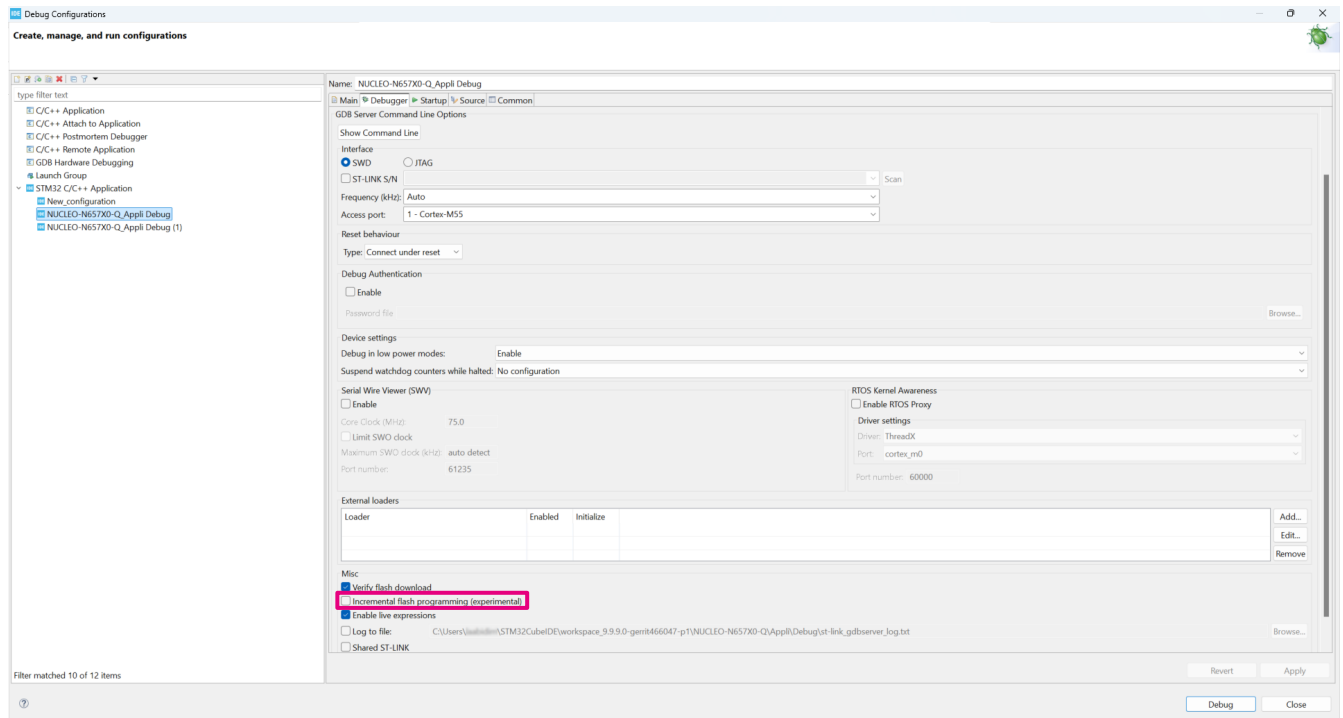 IDE Debug Configurations
Create, manage, and run configurations
type filter text
C/C++ Application
C/C++ Attach to Application
C/C++ Postmortem Debugger
C/C++ Remote Application
GDB Hardware Debugging
Launch Group
STM32 C/C++ Application
New_configuration
NUCLEO-N657X0-Q_Appli Debug
NUCLEO-N657X0-Q_Appli Debug (1)
Filter matched 10 of 12 items
Name: NUCLEO-N657X0-Q_Appli Debug
Main Debugger Startup Source Common
GDB Server Command Line Options
Show Command Line
Interface
SWD JTAG
ST-LINK S/N Scan
Frequency (kHz): Auto
Access port: 1 - Cortex-M55
Reset behaviour
Type: Connect under reset
Debug Authentication
Enable
Password file Browse...
Device settings
Debug in low power modes: Enable
Suspend watchdog counters while halted: No configuration
Serial Wire Viewer (SWV)
Enable
Core Clock (MHz): 75.0
Limit SWO clock
Maximum SWO clock (kHz): auto detect
Port number: 61235
RTOS Kernel Awareness
Enable RTOS Proxy
Driver settings
Driver: ThreadX
Port: cortex_m0
Port number: 60000
External loaders
Loader Enabled Initialize
Add...
Edit...
Remove
Misc
Verify flash download
Incremental flash programming (experimental)
Enable live expressions
Log to file: C:\Users\ \STM32CubeIDE\workspace_9.9.9.0-gerrit466047-p1\NUCLEO-N657X0-Q\Appli\Debug\st-link_gdbserver_log.txt Browse...
Shared ST-LINK
Revert Apply
Debug Close